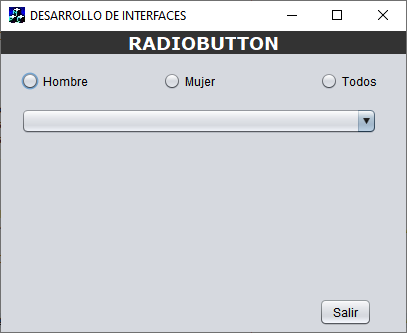 DESARROLLO DE INTERFACES
RADIOBUTTON
Hombre Mujer Todos
Salir